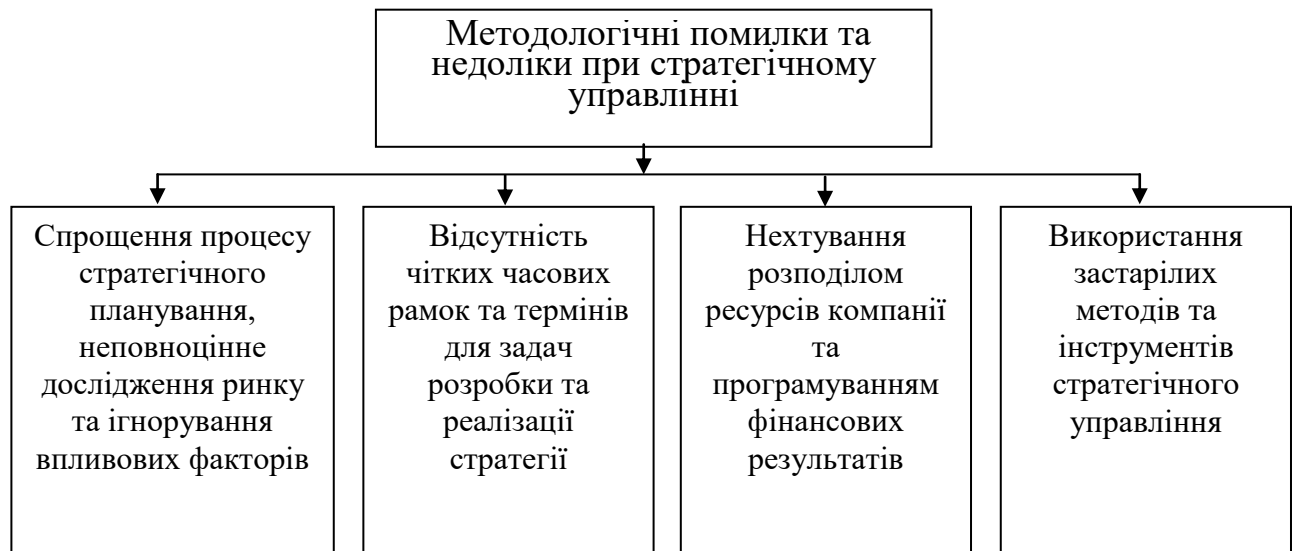 Методологічні помилки та
недоліки при стратегічному
управлінні
Спрощення процесу
стратегічного
планування,
неповноцінне
дослідження ринку
та ігнорування
впливових факторів
Відсутність
чітких часових
рамок та термінів
для задач
розробки та
реалізації
стратегії
Нехтування
розподілом
ресурсів компанії
та
програмуванням
фінансових
результатів
Використання
застарілих
методів та
інструментів
стратегічного
управління